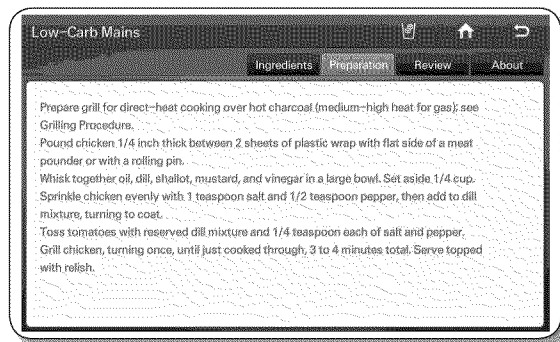 Low-Carb Mains
Ingredients Preparation Review About
Prepare grill for direct-heat cooking over hot charcoal (medium-high heat for gas); see
Grilling Procedure.
Pound chicken 1/4 inch thick between 2 sheets of plastic wrap with flat side of a meat
pounder or with a rolling pin.
Whisk together oil, dill, shallot, mustard, and vinegar in a large bowl. Set aside 1/4 cup.
Sprinkle chicken evenly with 1 teaspoon salt and 1/2 teaspoon pepper, then add to dill
mixture, turning to coat.
Toss tomatoes with reserved dill mixture and 1/4 teaspoon each of salt and pepper.
Grill chicken, turning once, until just cooked through, 3 to 4 minutes total. Serve topped
with relish.